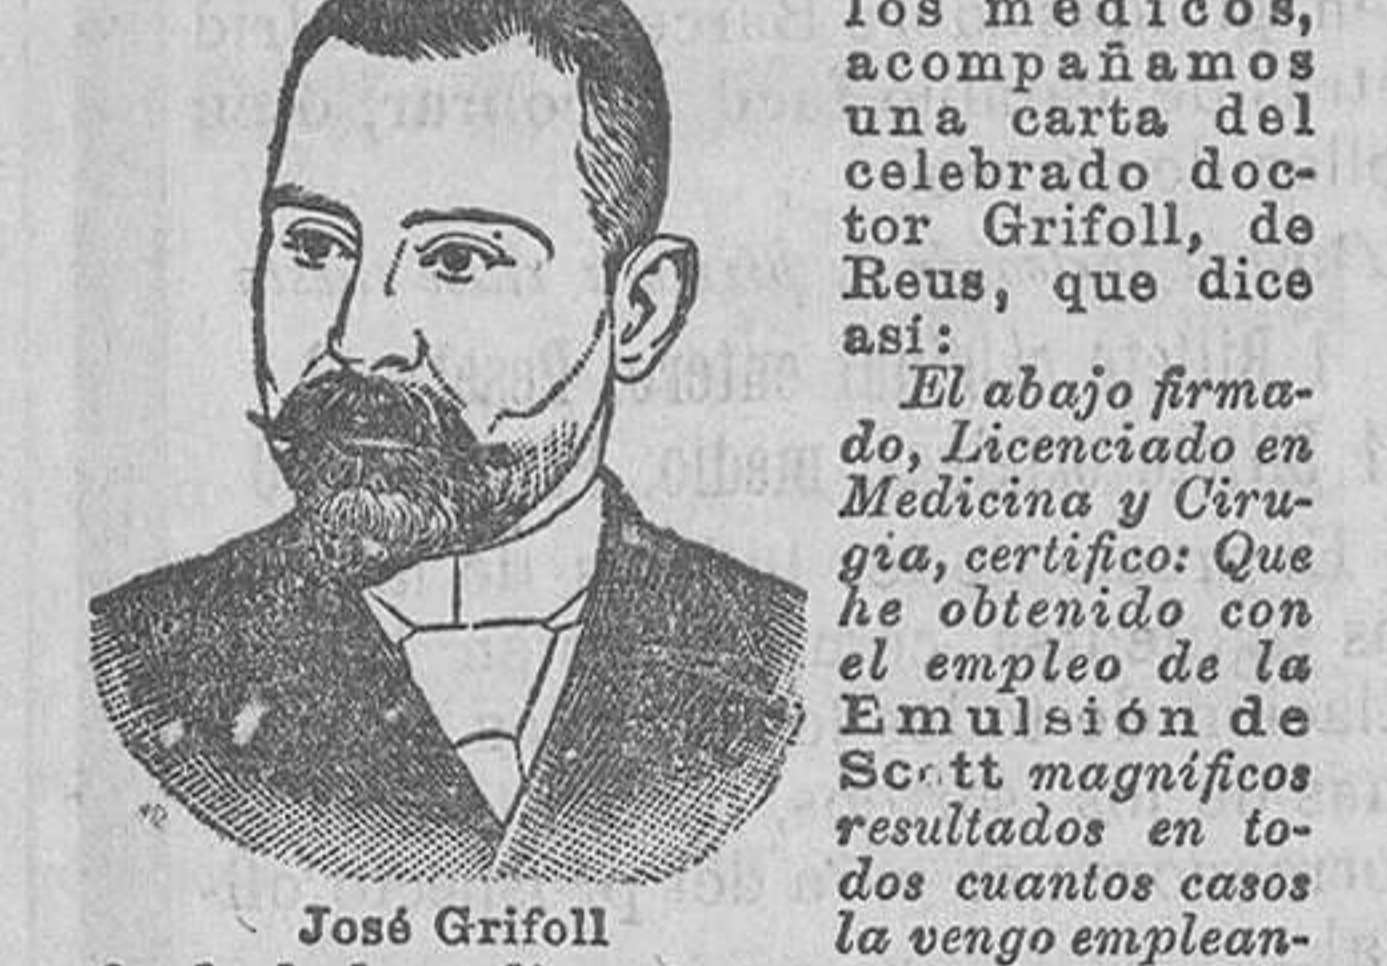 los médicos,
acompañamos
una carta del
celebrado doc-
tor Grifoll, de
Reus, que dice
así:
El abajo firma-
do, Licenciado en
Medicina y Ciru-
gia, certifico: Que
he obtenido con
el empleo de la
Emulsión de
Scott magníficos
resultados en to-
dos cuantos casos
la vengo emplean-
José Grifoll